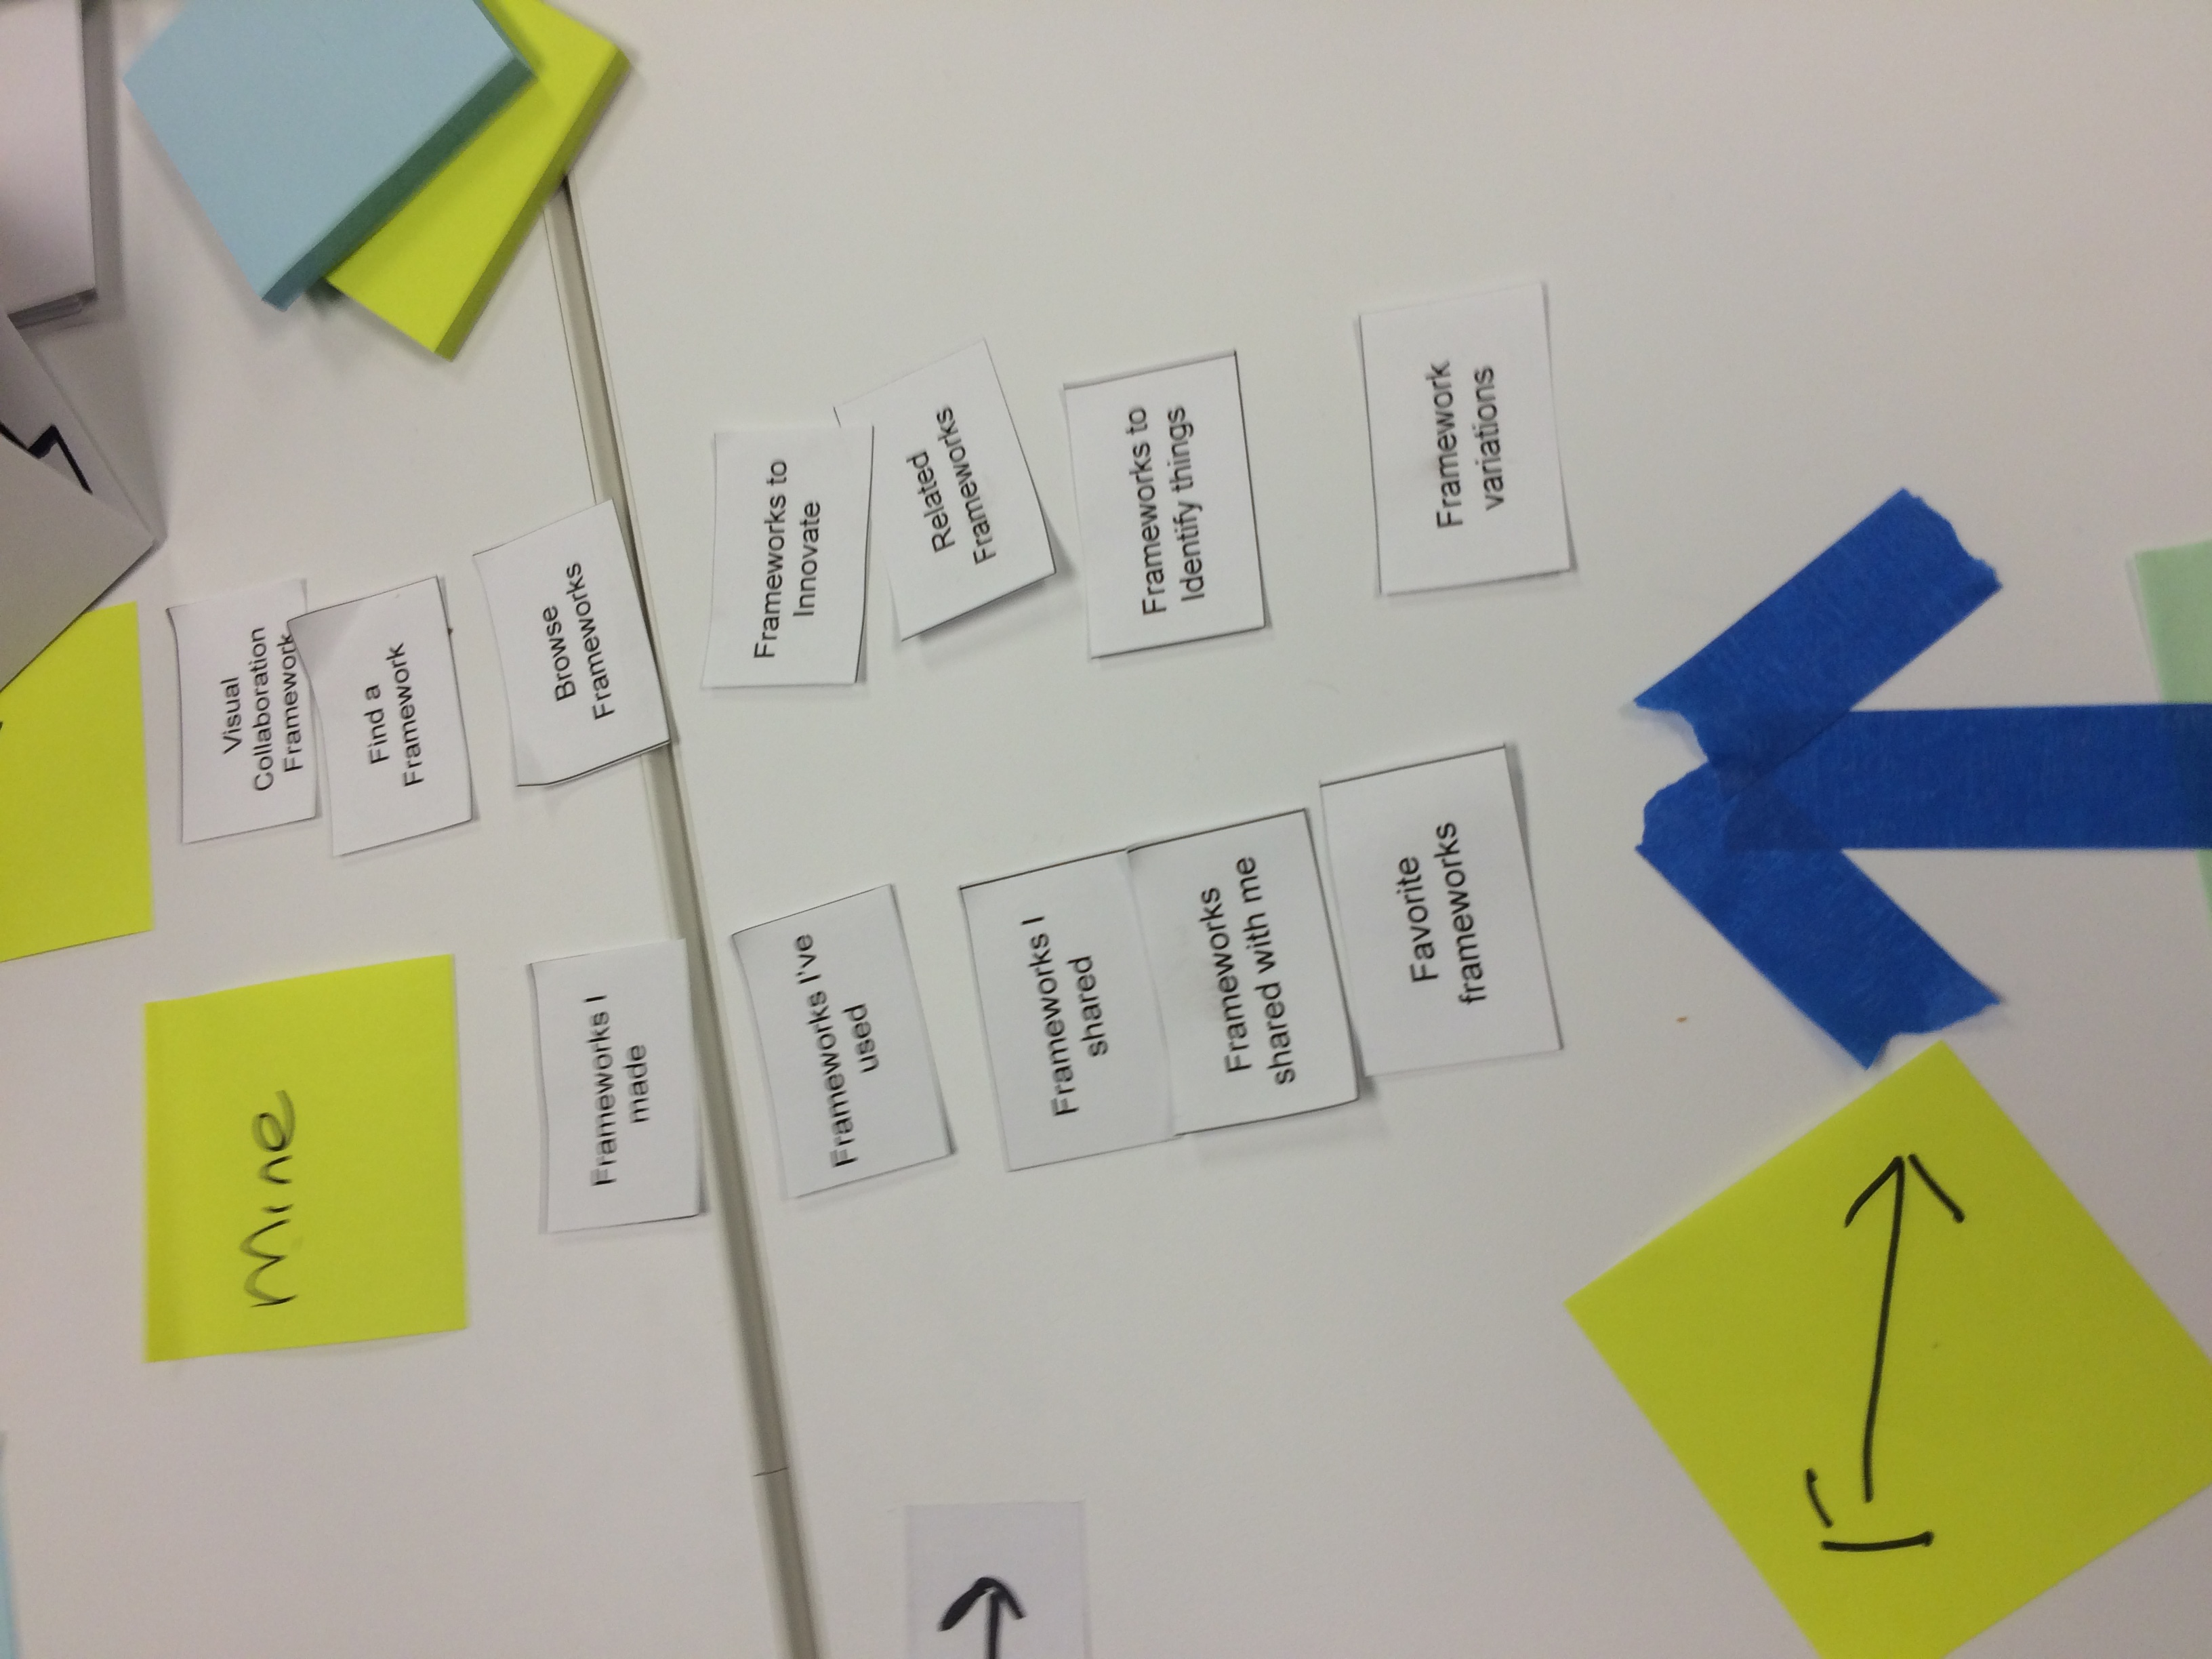 Mine
Frameworks I
made
Frameworks I've
used
Frameworks I
shared
Frameworks
shared with me
Favorite
frameworks
Visual
Collaboration
Framework
Find a
Framework
Browse
Frameworks
Frameworks to
Innovate
Related
Frameworks
Frameworks to
Identify things
Framework
variations